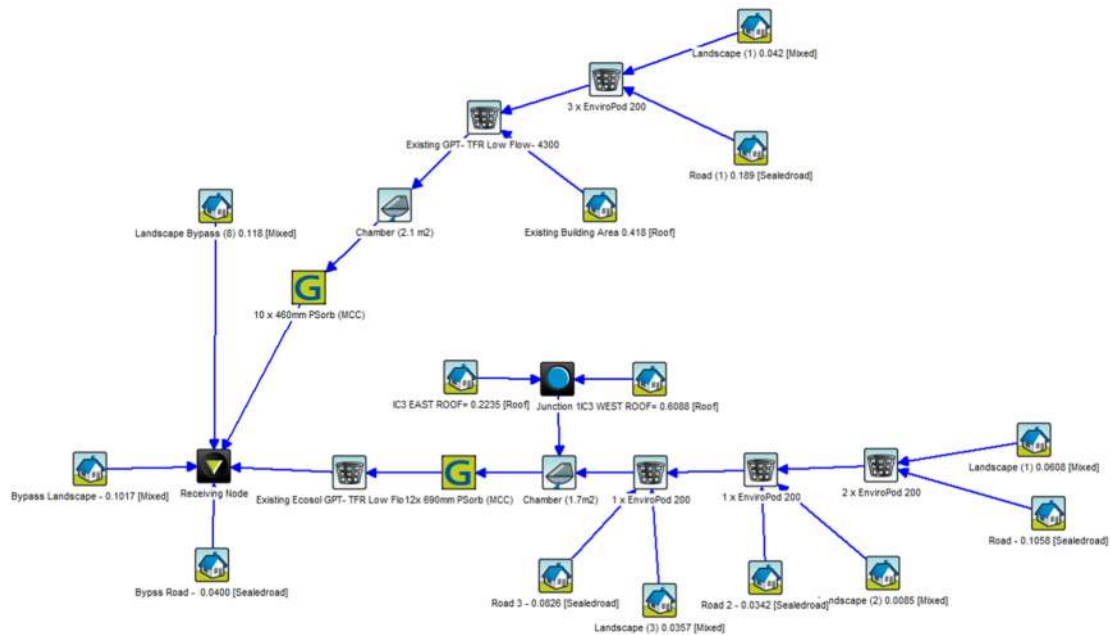 Landscape (1) 0.042 [Mixed]
3 x EnviroPod 200
Existing GPT- TFR Low Flow- 4300
Road (1) 0.189 [Sealedroad]
Landscape Bypass (8) 0.118 [Mixed]
Chamber (2.1 m2)
Existing Building Area 0.418 [Roof]
G
10 x 460mm PSorb (MCC)
IC3 EAST ROOF= 0.2235 [Roof]
Junction 1
IC3 WEST ROOF= 0.6088 [Roof]
Landscape (1) 0.0608 [Mixed]
Bypass Landscape - 0.1017 [Mixed]
Receiving Node
Existing Ecosol GPT- TFR Low Flo
G
12x 690mm PSorb (MCC)
Chamber (1.7m2)
1 x EnviroPod 200
1 x EnviroPod 200
2 x EnviroPod 200
Road - 0.1058 [Sealedroad]
Bypss Road - 0.0400 [Sealedroad]
Road 3 - 0.0826 [Sealedroad]
Landscape (3) 0.0357 [Mixed]
Road 2 - 0.0342 [Sealedroad]
ndscape (2) 0.0085 [Mixed]